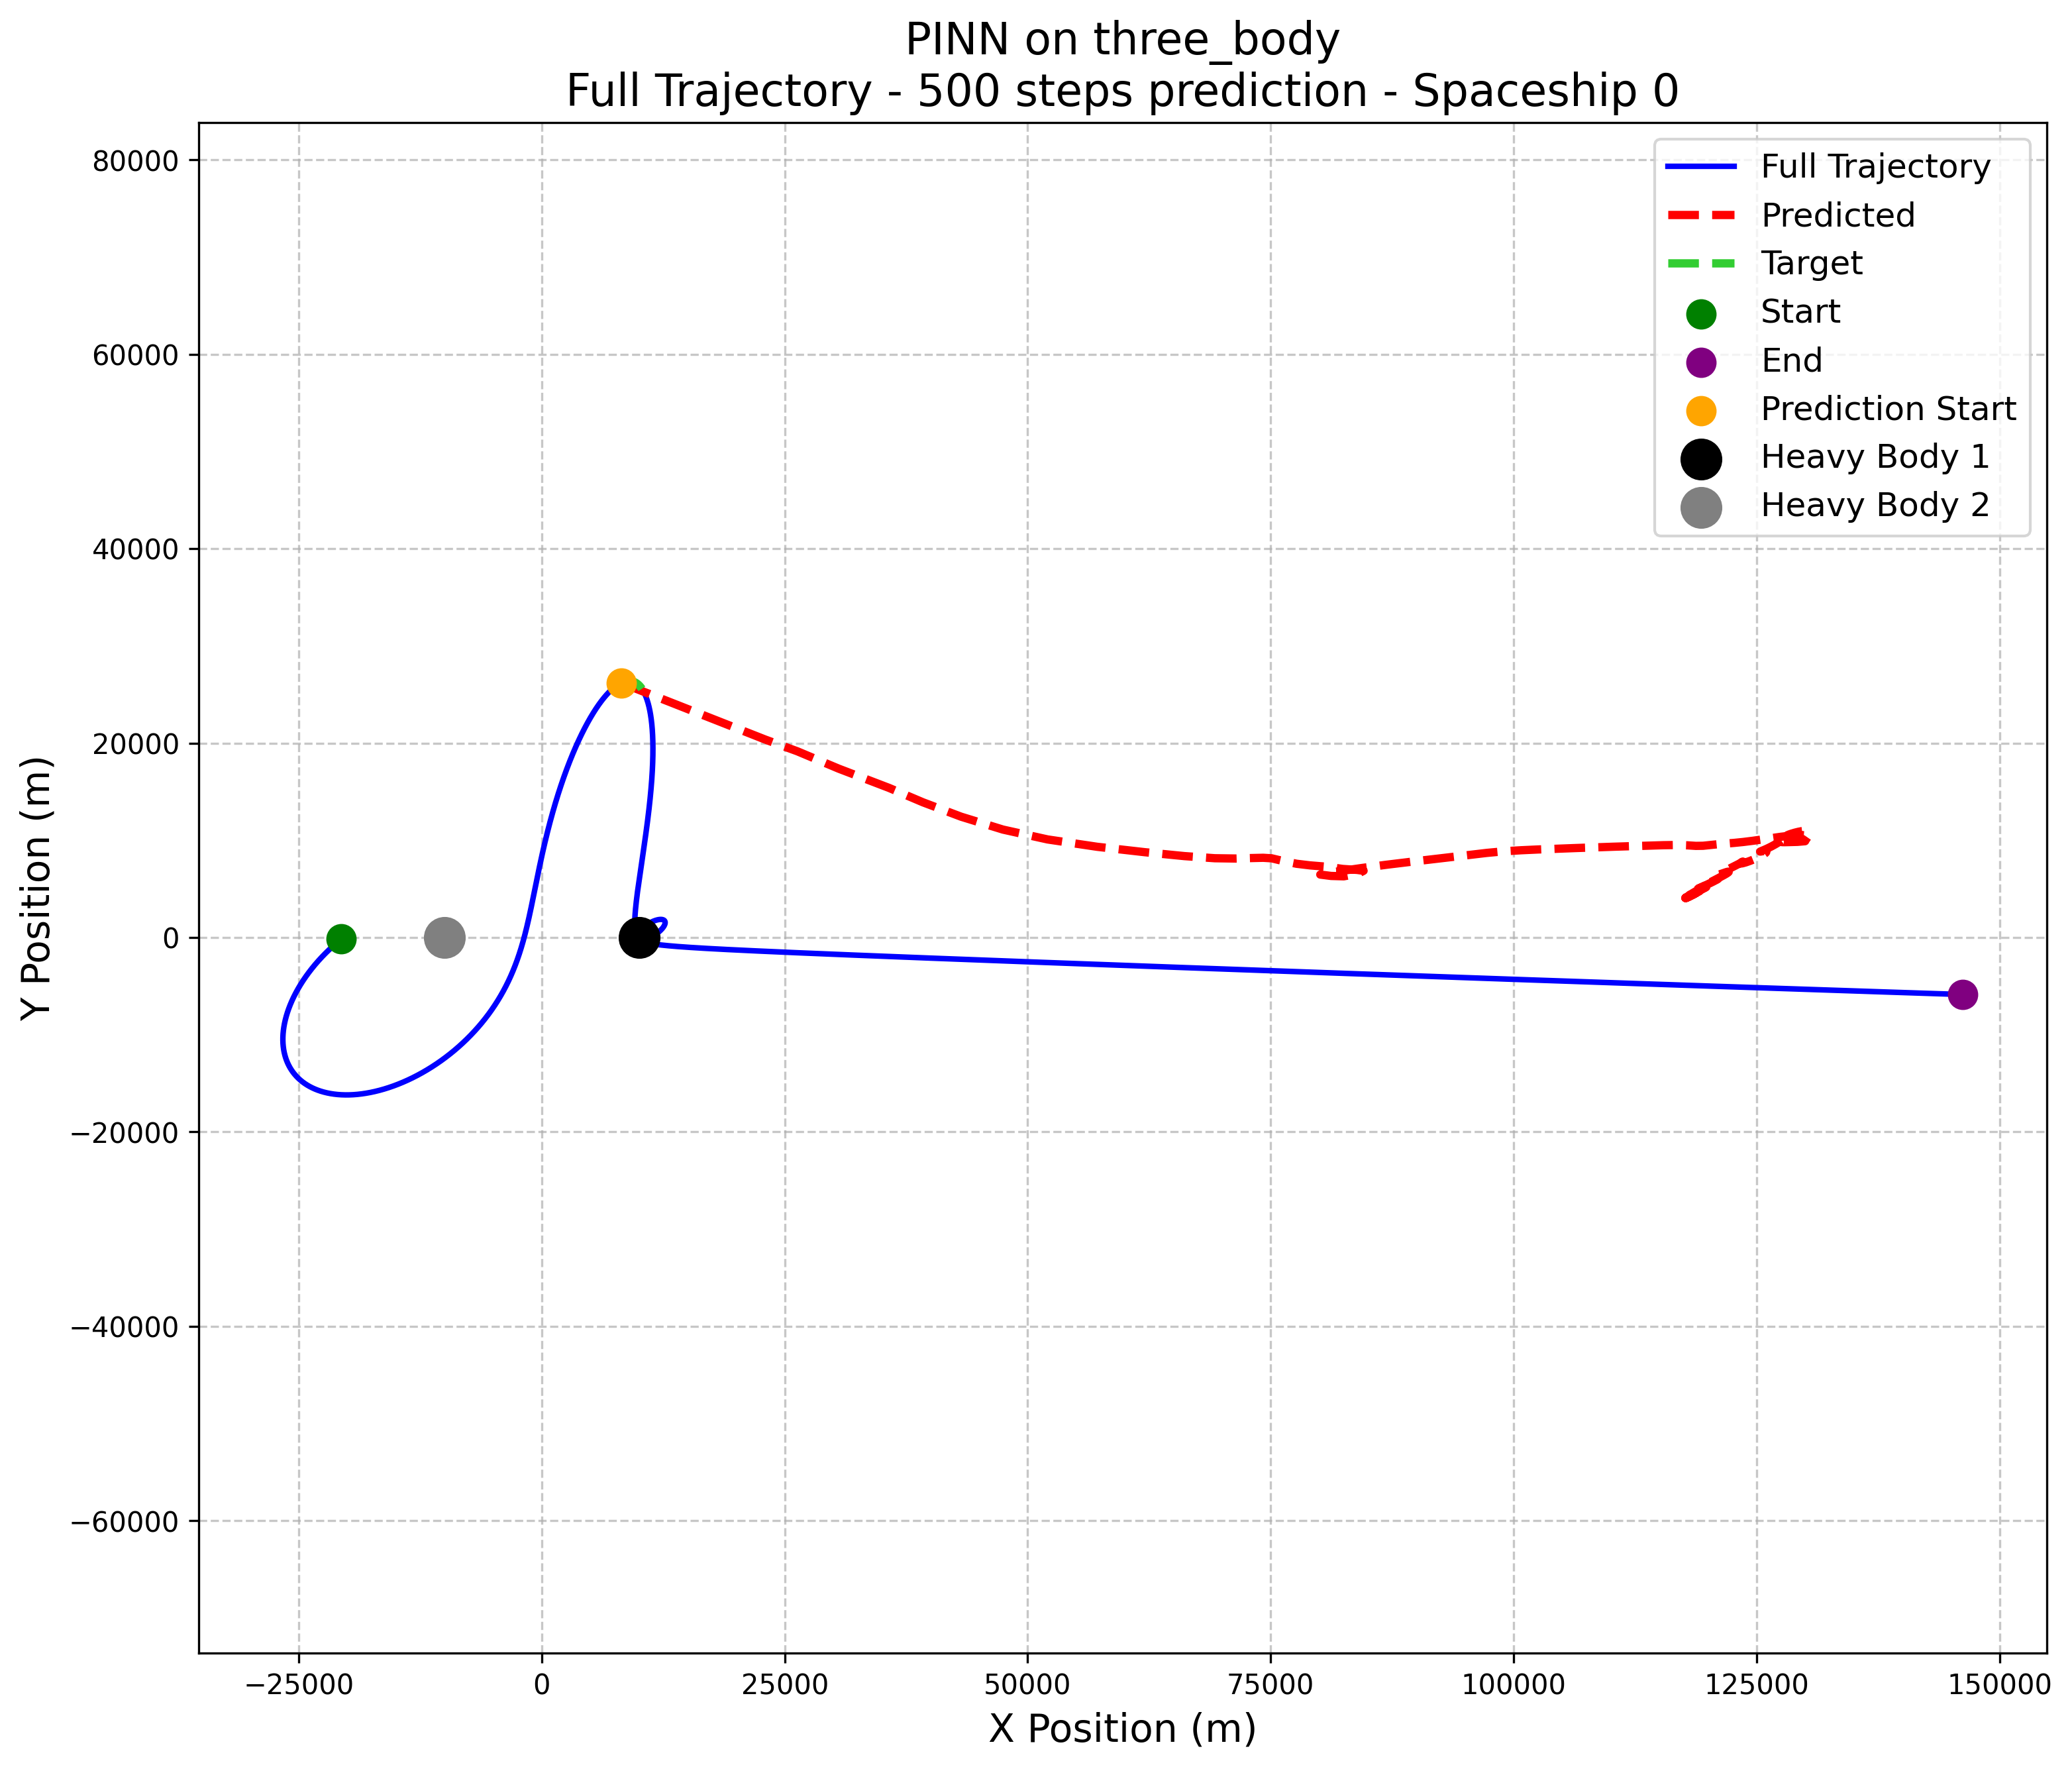 PINN on three_body
Full Trajectory - 500 steps prediction - Spaceship 0
Full Trajectory
Predicted
Target
Start
End
Prediction Start
Heavy Body 1
Heavy Body 2
Y Position (m)
80000
60000
40000
20000
0
−20000
−40000
−60000
−25000
0
25000
50000
75000
100000
125000
150000
X Position (m)